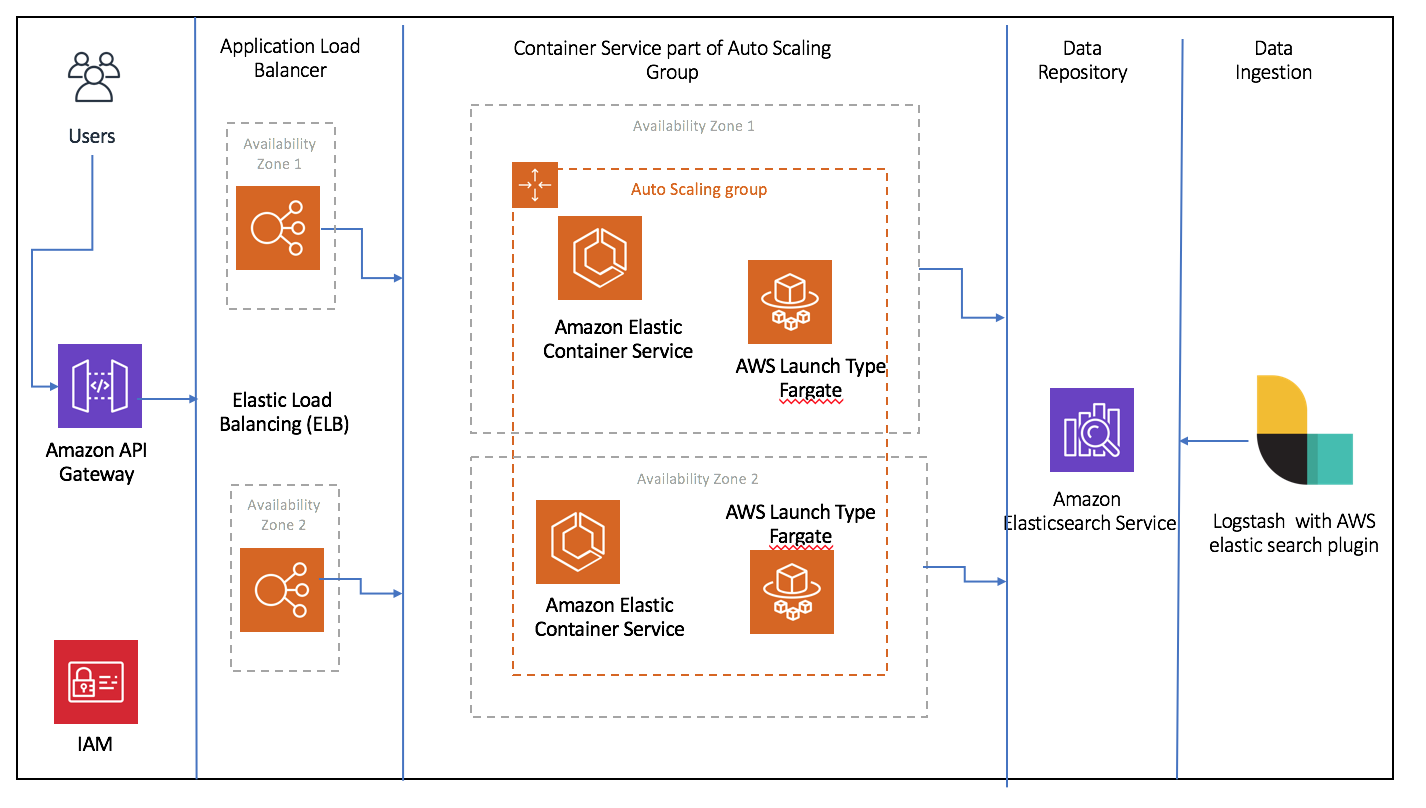 Users
Amazon API
Gateway
IAM
Application Load
Balancer
Availability
Zone 1
Elastic Load
Balancing (ELB)
Availability
Zone 2
Container Service part of Auto Scaling
Group
Availability Zone 1
Auto Scaling group
Amazon Elastic
Container Service
AWS Launch Type
Fargate
Availability Zone 2
AWS Launch Type
Fargate
Amazon Elastic
Container Service
Data
Repository
Amazon
Elasticsearch Service
Data
Ingestion
Logstash with AWS
elastic search plugin